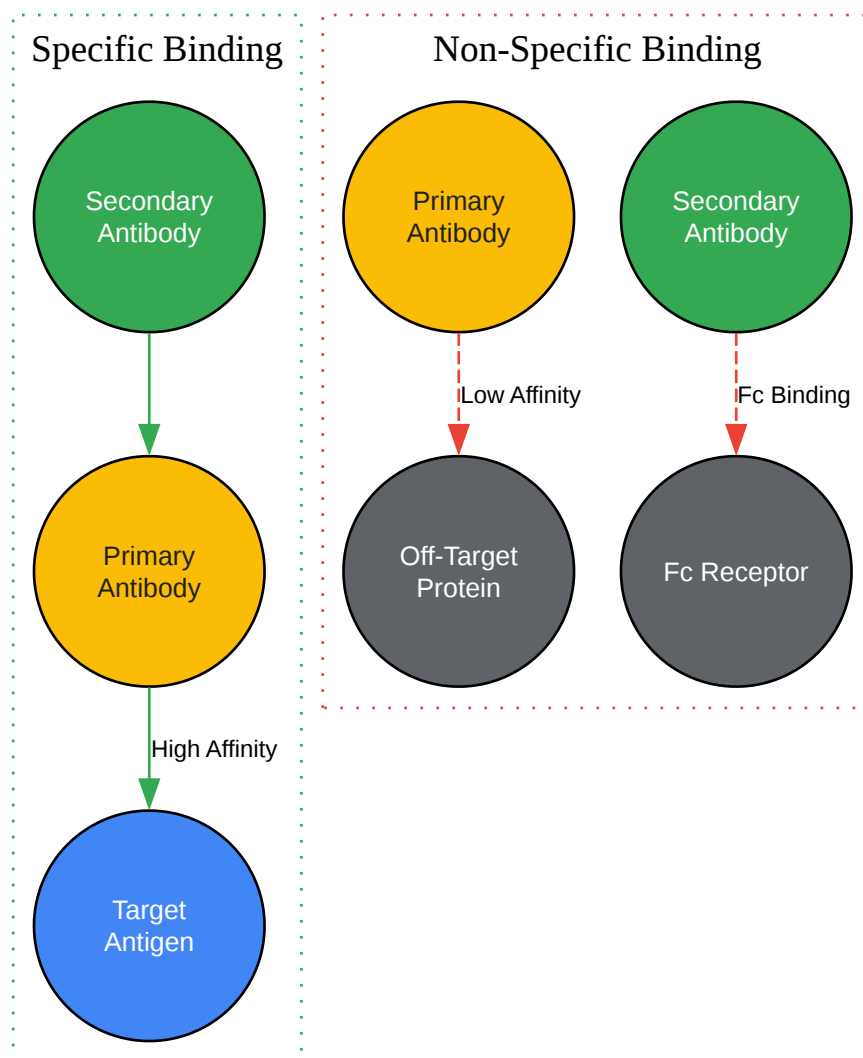 Specific Binding
Secondary
Antibody
Primary
Antibody
High Affinity
Target
Antigen
Non-Specific Binding
Primary
Antibody
Low Affinity
Off-Target
Protein
Secondary
Antibody
Fc Binding
Fc Receptor